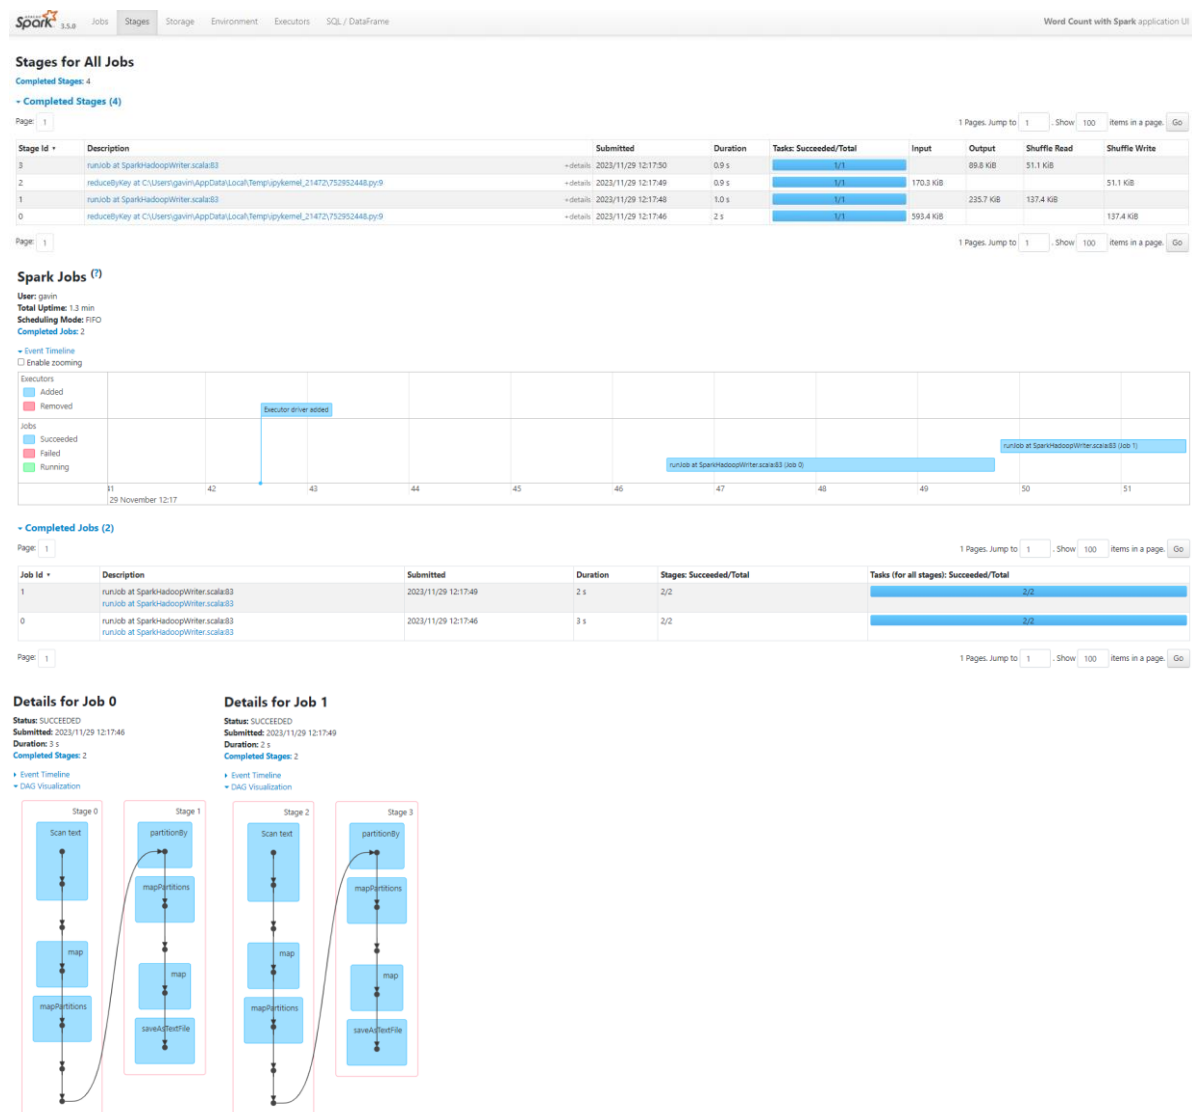 APACHE Spark 3.5.0 Jobs Stages Storage Environment Executors SQL / DataFrame Word Count with Spark application UI
Stages for All Jobs
Completed Stages: 4
Completed Stages (4)
Page: 1 1 Pages. Jump to 1 . Show 100 items in a page. Go
Stage Id Description Submitted Duration Tasks: Succeeded/Total Input Output Shuffle Read Shuffle Write
3 runJob at SparkHadoopWriter.scala:83 +details 2023/11/29 12:17:50 0.9 s 1/1 89.8 KiB 51.1 KiB
2 reduceByKey at C:\Users\gavin\AppData\Local\Temp\ipykernel_21472\752952448.py:9 +details 2023/11/29 12:17:49 0.9 s 1/1 170.3 KiB 51.1 KiB
1 runJob at SparkHadoopWriter.scala:83 +details 2023/11/29 12:17:48 1.0 s 1/1 235.7 KiB 137.4 KiB
0 reduceByKey at C:\Users\gavin\AppData\Local\Temp\ipykernel_21472\752952448.py:9 +details 2023/11/29 12:17:46 2 s 1/1 593.4 KiB 137.4 KiB
Page: 1 1 Pages. Jump to 1 . Show 100 items in a page. Go
Spark Jobs (?)
User: gavin
Total Uptime: 1.3 min
Scheduling Mode: FIFO
Completed Jobs: 2
Event Timeline
Enable zooming
Executors
Added
Removed
Executor driver added
Jobs
Succeeded
Failed
Running
runJob at SparkHadoopWriter.scala:83 (Job 1)
runJob at SparkHadoopWriter.scala:83 (Job 0)
41 42 43 44 45 46 47 48 49 50 51
29 November 12:17
Completed Jobs (2)
Page: 1 1 Pages. Jump to 1 . Show 100 items in a page. Go
Job Id Description Submitted Duration Stages: Succeeded/Total Tasks (for all stages): Succeeded/Total
1 runJob at SparkHadoopWriter.scala:83 2023/11/29 12:17:49 2 s 2/2 2/2
runJob at SparkHadoopWriter.scala:83
0 runJob at SparkHadoopWriter.scala:83 2023/11/29 12:17:46 3 s 2/2 2/2
runJob at SparkHadoopWriter.scala:83
Page: 1 1 Pages. Jump to 1 . Show 100 items in a page. Go
Details for Job 0
Status: SUCCEEDED
Submitted: 2023/11/29 12:17:46
Duration: 3 s
Completed Stages: 2
Event Timeline
DAG Visualization
Stage 0
Scan text
map
mapPartitions
Stage 1
partitionBy
mapPartitions
map
saveAsTextFile
Details for Job 1
Status: SUCCEEDED
Submitted: 2023/11/29 12:17:49
Duration: 2 s
Completed Stages: 2
Event Timeline
DAG Visualization
Stage 2
Scan text
map
mapPartitions
Stage 3
partitionBy
mapPartitions
map
saveAsTextFile